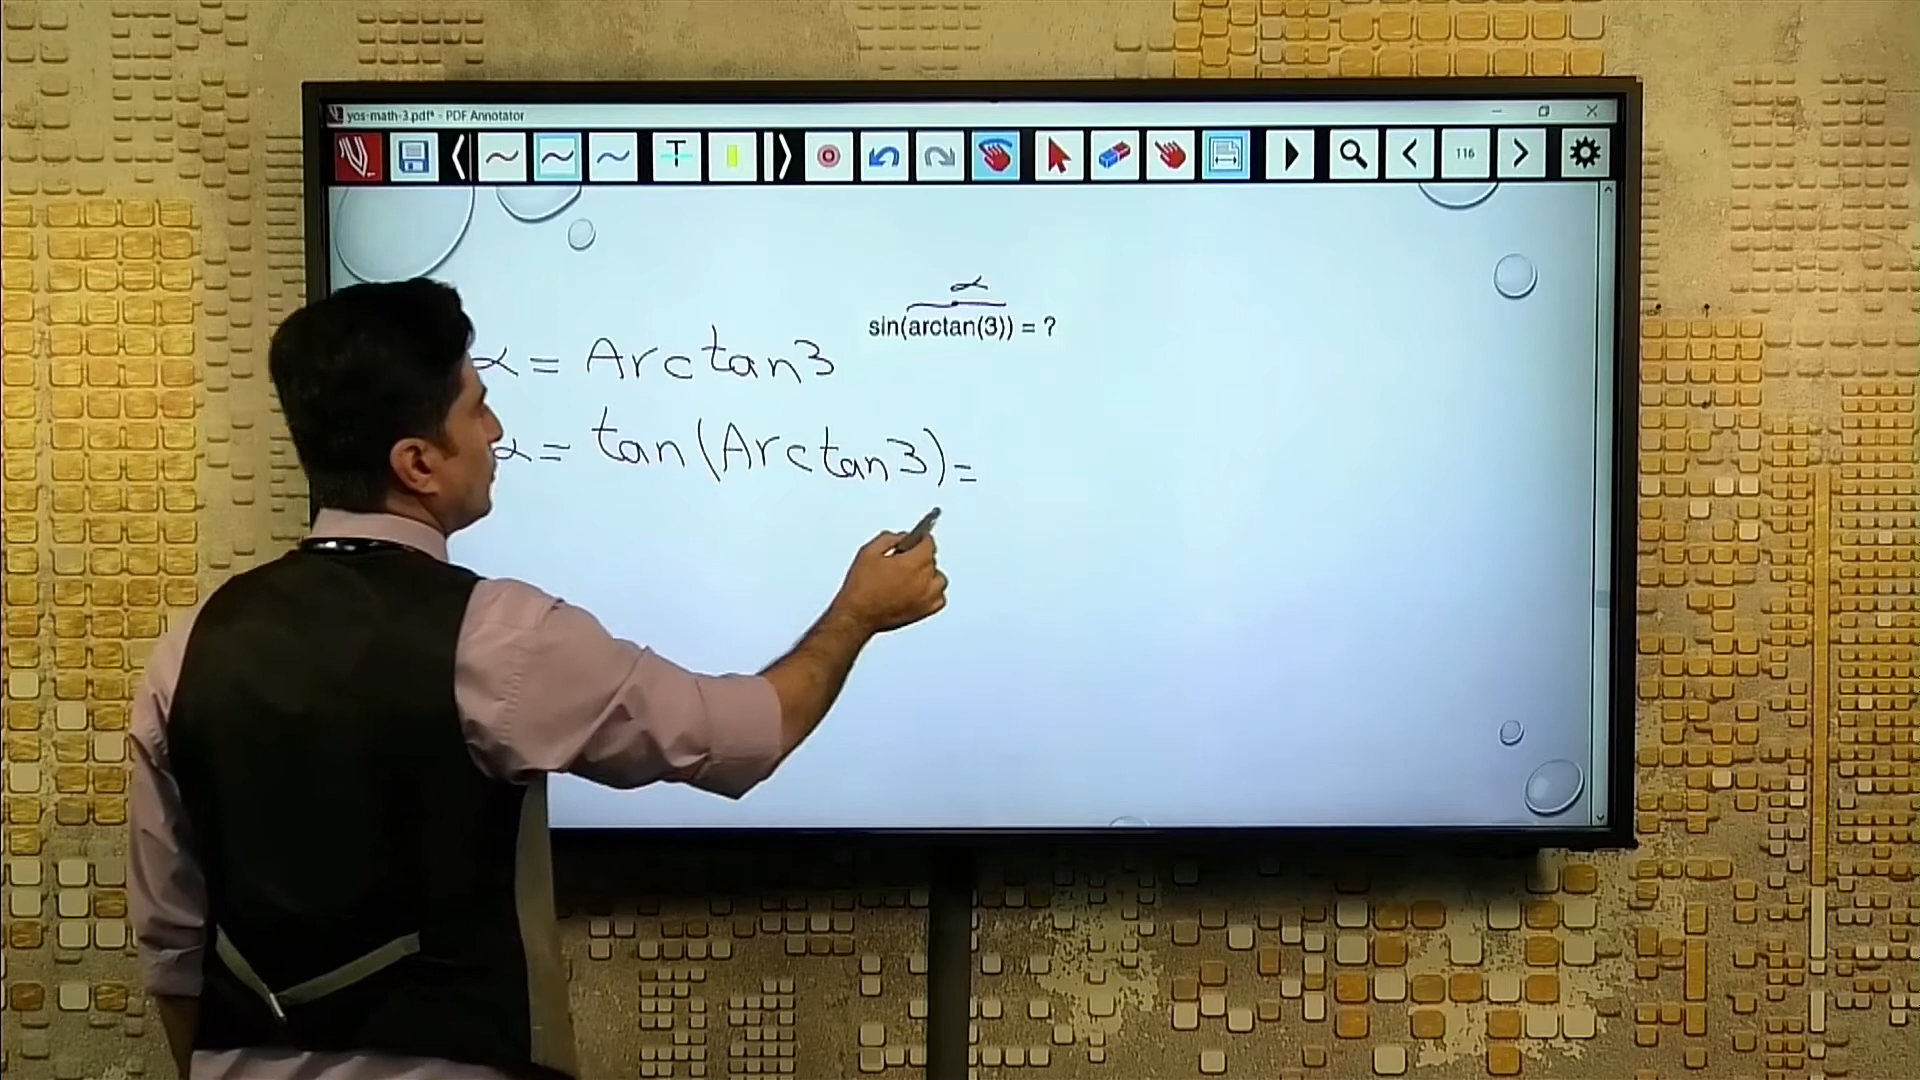 yos-math-3.pdf* - PDF Annotator
T
116
α
sin(arctan(3)) = ?
α = Arctan3
α = tan(Arctan3)=